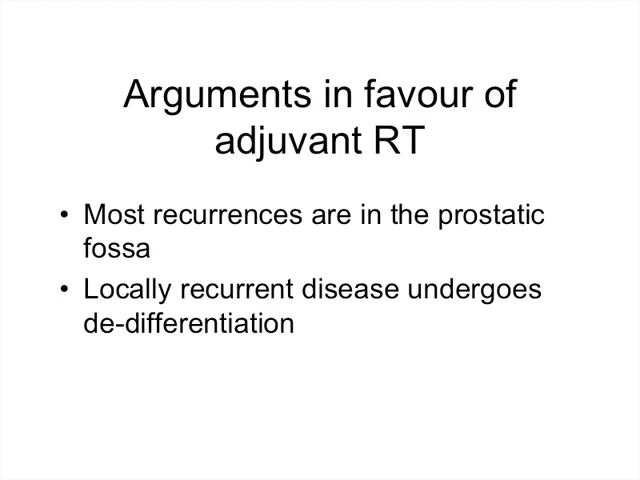 Arguments in favour of
adjuvant RT
• Most recurrences are in the prostatic
fossa
• Locally recurrent disease undergoes
de-differentiation